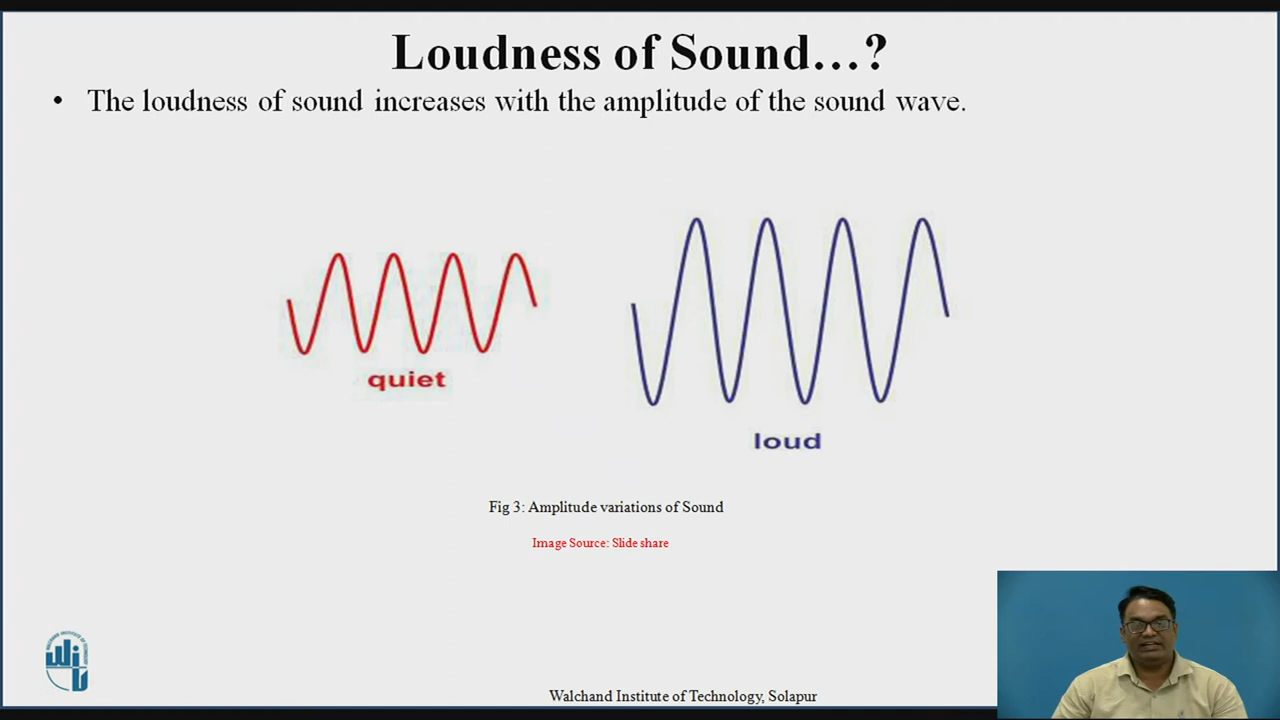 Loudness of Sound…?
• The loudness of sound increases with the amplitude of the sound wave.
quiet
loud
Fig 3: Amplitude variations of Sound
Image Source: Slide share
Walchand Institute of Technology, Solapur